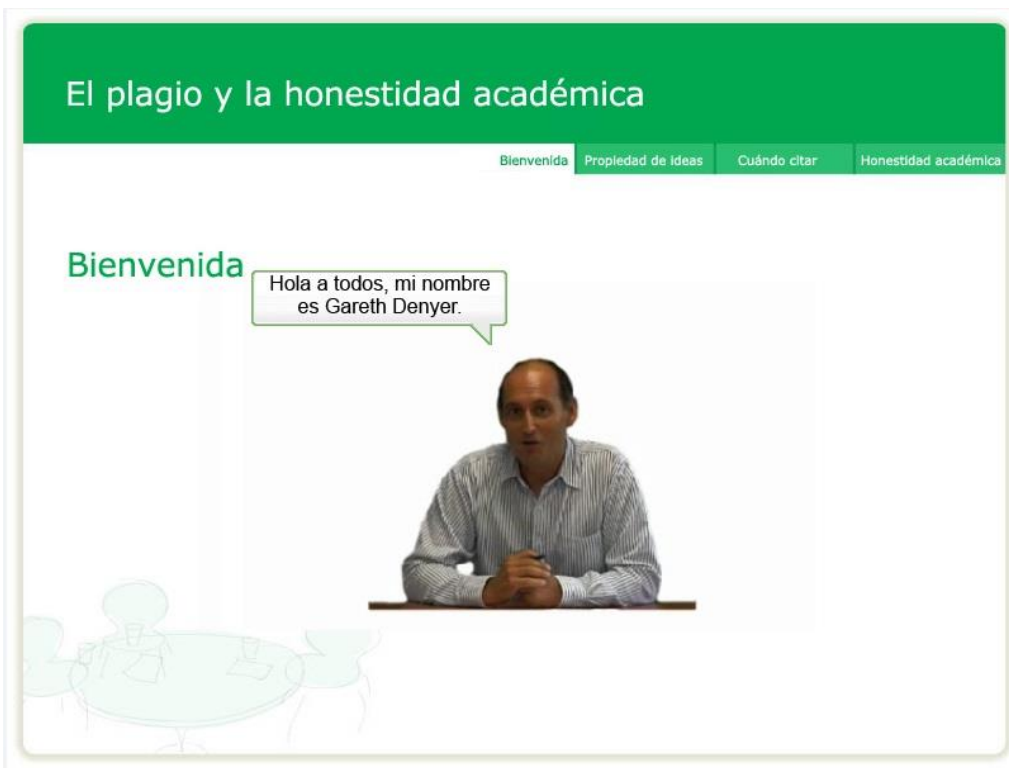 El plagio y la honestidad académica
Bienvenida Propiedad de ideas Cuándo citar Honestidad académica
Bienvenida
Hola a todos, mi nombre
es Gareth Denyer.